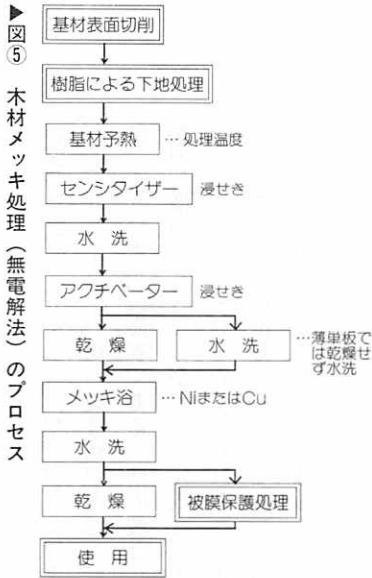 ▶図⑤ 木材メッキ処理（無電解法）のプロセス
基材表面切削
樹脂による下地処理
基材予熱 … 処理温度
センシタイザー 浸せき
水 洗
アクチベーター 浸せき
乾 燥
水 洗
…薄単板で
は乾燥せ
ず水洗
メッキ浴 …NiまたはCu
水 洗
乾 燥
被膜保護処理
使 用